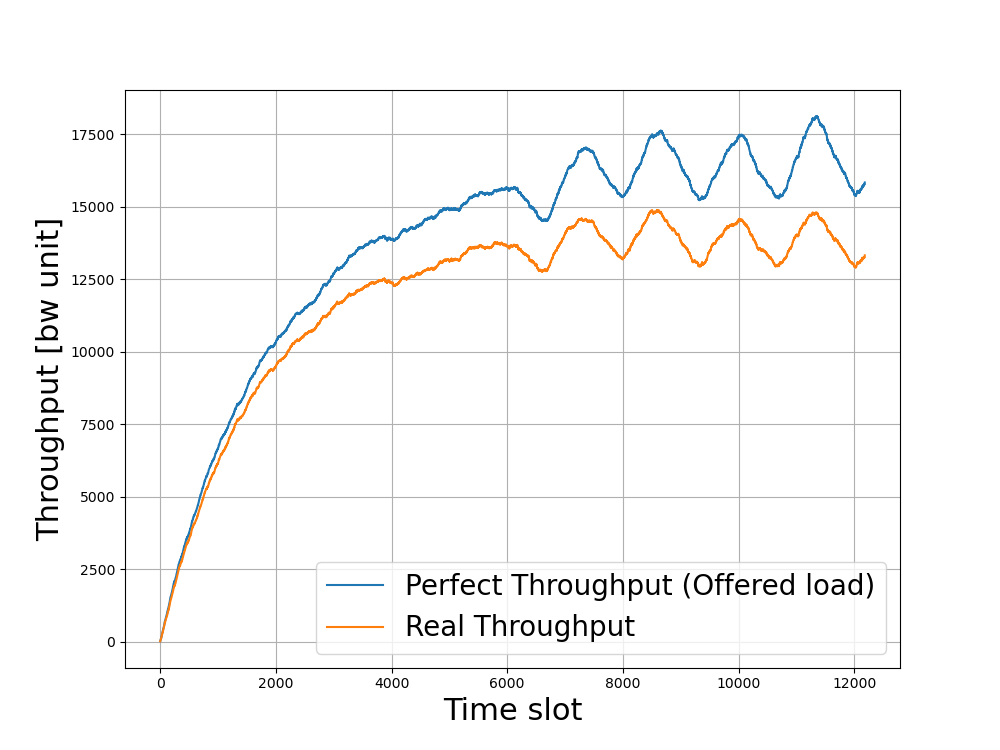 Throughput [bw unit]
17500
15000
12500
10000
7500
5000
2500
0
Perfect Throughput (Offered load)
Real Throughput
0 2000 4000 6000 8000 10000 12000
Time slot